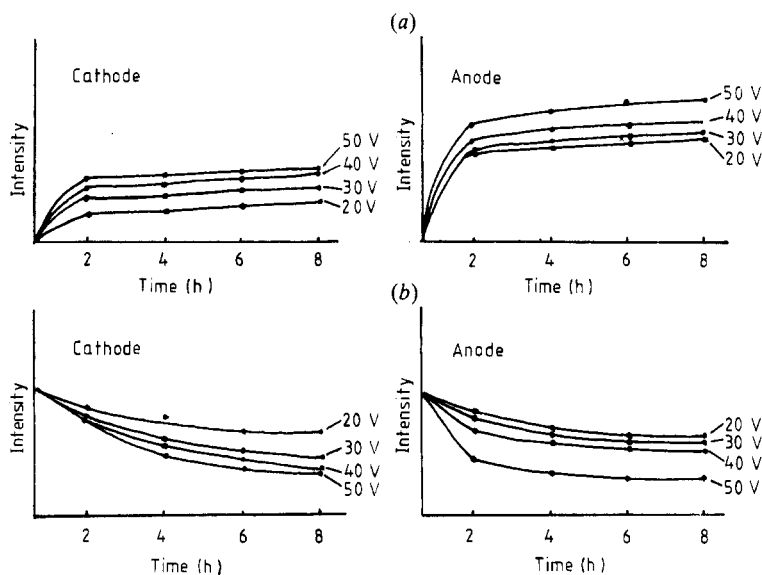 (a)
Cathode
Intensity
50 V
40 V
30 V
20 V
2 4 6 8
Time (h)
Anode
Intensity
50 V
40 V
30 V
20 V
2 4 6 8
Time (h)
(b)
Cathode
Intensity
20 V
30 V
40 V
50 V
2 4 6 8
Time (h)
Anode
Intensity
20 V
30 V
40 V
50 V
2 4 6 8
Time (h)